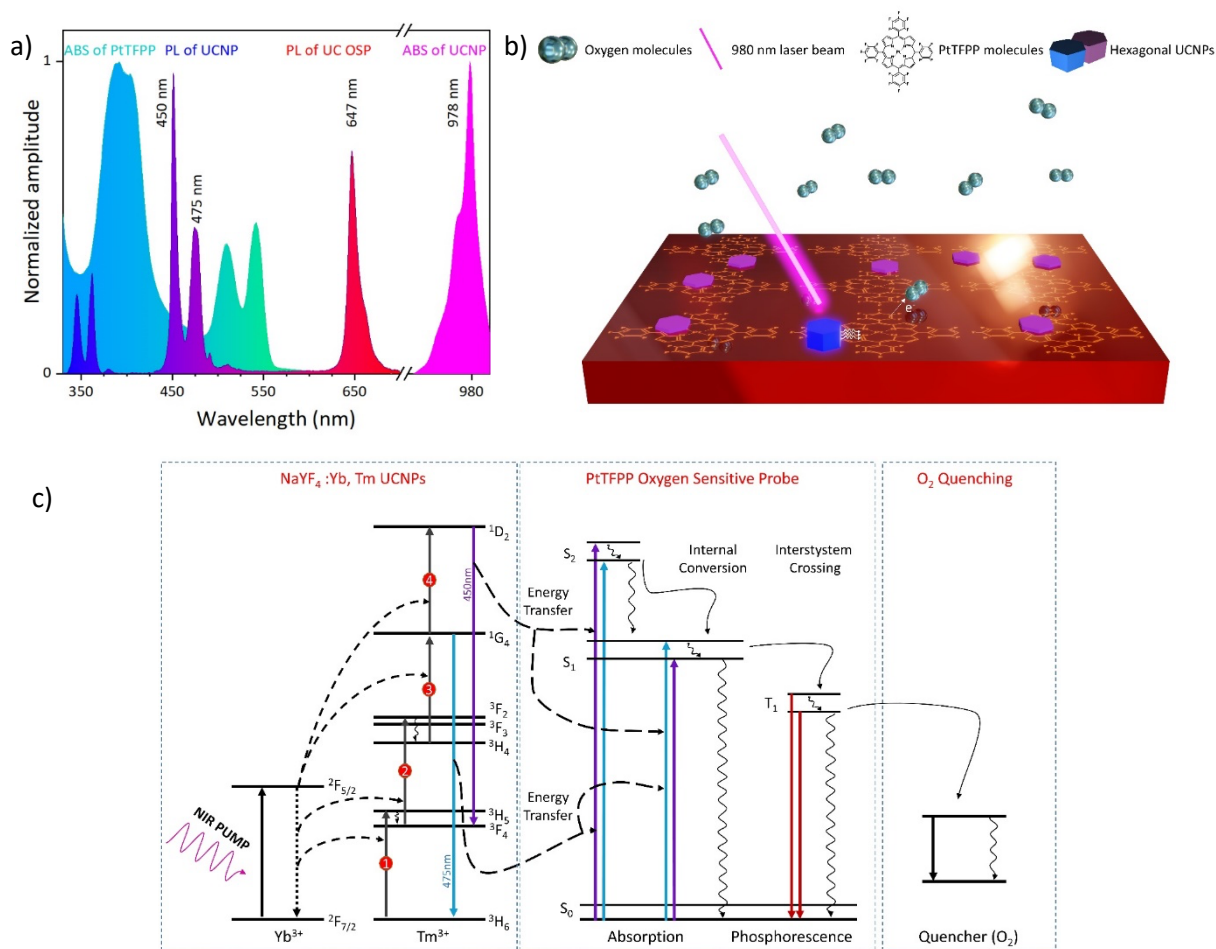 a)
ABS of PtTFPP PL of UCNP PL of UC OSP ABS of UCNP
1
450 nm
475 nm
647 nm
978 nm
Normalized amplitude
0
350 450 550 650 980
Wavelength (nm)
b)
Oxygen molecules 980 nm laser beam PtTFPP molecules Hexagonal UCNPs
e
c)
NaYF4 :Yb, Tm UCNPs
PtTFPP Oxygen Sensitive Probe
O2 Quenching
1D2
450nm
4
1G4
3
3F2
3F3
3H4
2
2F5/2
3H5
3F4
NIR PUMP
1
475nm
2F7/2
3H6
Yb3+
Tm3+
S2
Internal
Conversion
Interstystem
Crossing
Energy
Transfer
S1
T1
Energy
Transfer
S0
Absorption
Phosphorescence
Quencher (O2)